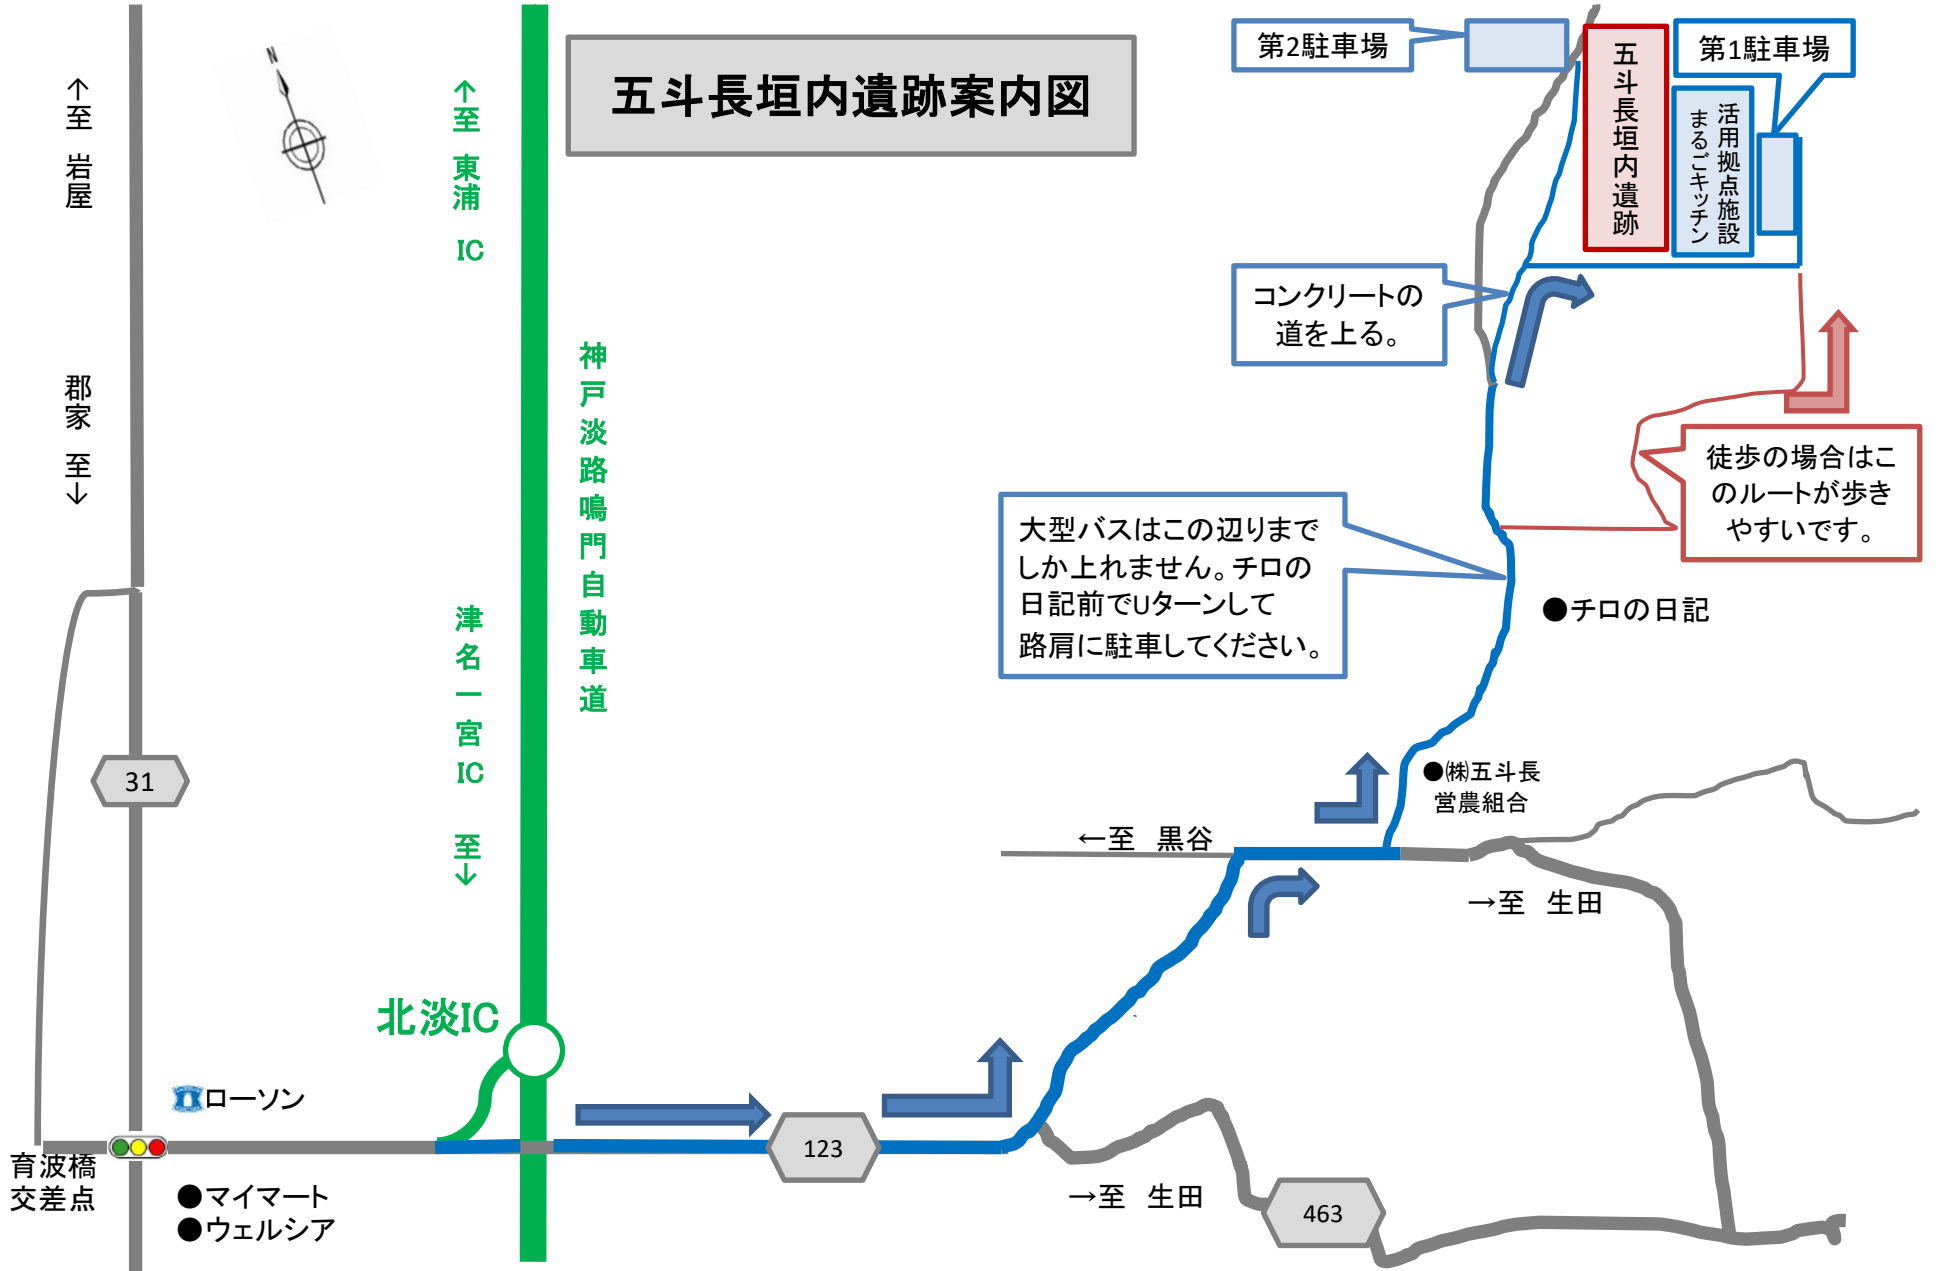 五斗長垣内遺跡案内図
N
↑至 岩屋
郡家 至↓
31
↑至 東浦 IC
津名一宮IC 至↓
神戸淡路鳴門自動車道
北淡IC
ローソン
育波橋
交差点
●マイマート
●ウェルシア
123
→至 生田
463
←至 黒谷
→至 生田
●㈱五斗長
営農組合
●チロの日記
大型バスはこの辺りまで
しか上れません。チロの
日記前でUターンして
路肩に駐車してください。
徒歩の場合はこ
のルートが歩き
やすいです。
コンクリートの
道を上る。
第2駐車場
五斗長垣内遺跡
活用拠点施設
まるごキッチン
第1駐車場